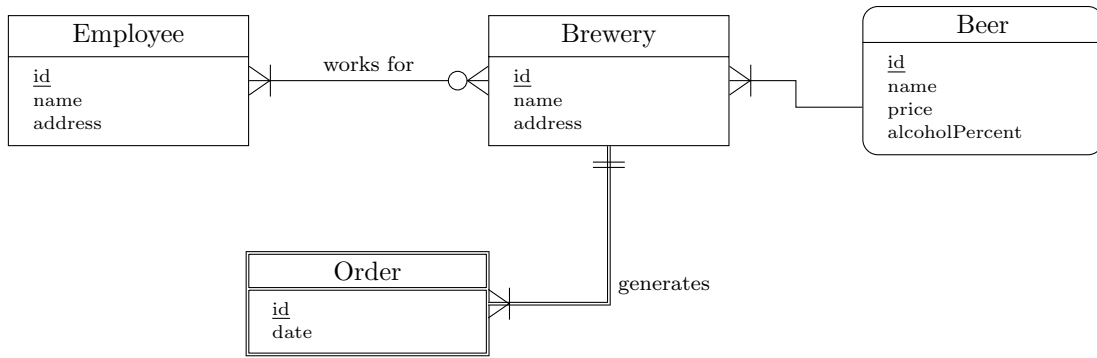 Employee
id
name
address
works for
Brewery
id
name
address
Beer
id
name
price
alcoholPercent
Order
id
date
generates